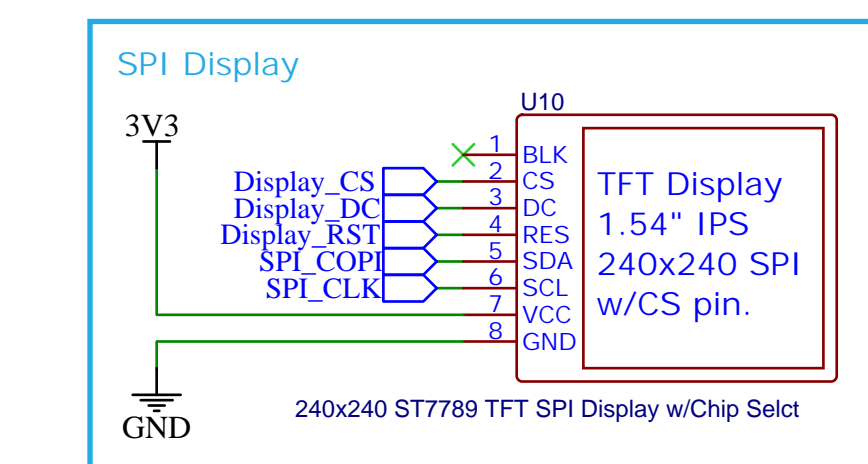 SPI Display
U10
3V3
1 BLK
Display_CS 2 CS
Display_DC 3 DC
Display_RST 4 RES
SPI_COPI 5 SDA
SPI_CLK 6 SCL
7 VCC
8 GND
TFT Display
1.54" IPS
240x240 SPI
w/CS pin.
GND
240x240 ST7789 TFT SPI Display w/Chip Selct